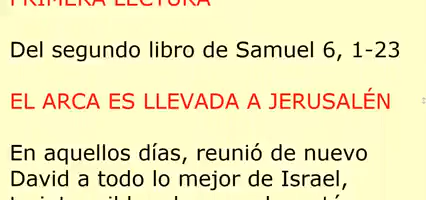 PRIMERA LECTURA
Del segundo libro de Samuel 6, 1-23
EL ARCA ES LLEVADA A JERUSALÉN
En aquellos días, reunió de nuevo
David a todo lo mejor de Israel,